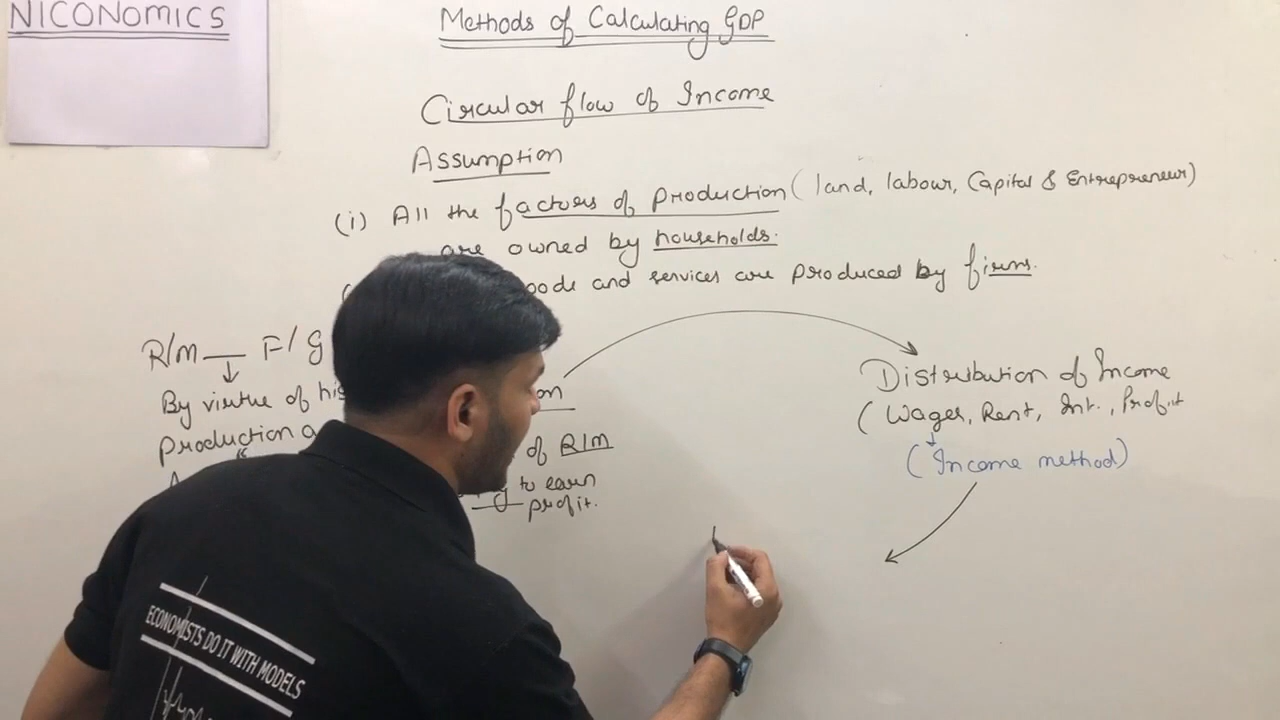 NICONOMICS
Methods of Calculating GDP
Circular flow of Income
Assumption
(i) All the factors of Production (land, labour, Capital & Entrepreneur)
are owned by households.
and services are produced by firms.
R/M F/G
Distribution of Income
By virtue of his
(Wages, Rent, Int., Profit
Production
of R/M
(Income method)
to earn
profit.
ECONOMISTS DO IT WITH MODELS